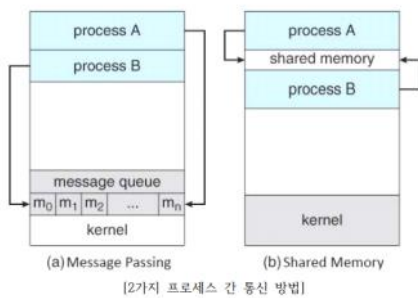 process A
process B
message queue
m0 m1 m2 ... mn
kernel
(a) Message Passing
process A
shared memory
process B
kernel
(b) Shared Memory
[2가지 프로세스 간 통신 방법]